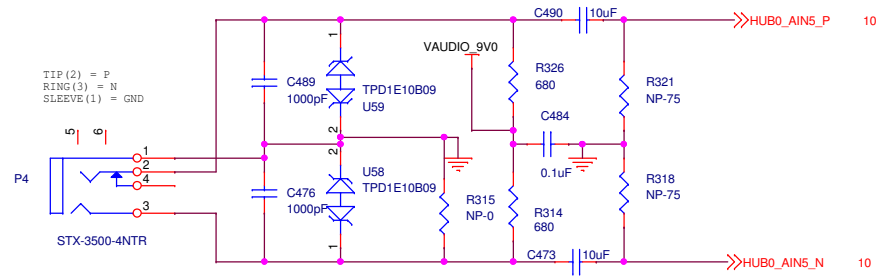 C490
10uF
HUB0_AIN5_P 10
1
VAUDIO_9V0
TIP(2) = P
RING(3) = N
SLEEVE(1) = GND
C489
1000pF
TPD1E10B09
U59
R326
680
R321
NP-75
C484
5
6
2
0.1uF
P4
1
2
4
3
STX-3500-4NTR
2
U58
TPD1E10B09
C476
1000pF
R315
NP-0
R314
680
R318
NP-75
1
C473
10uF
HUB0_AIN5_N 10